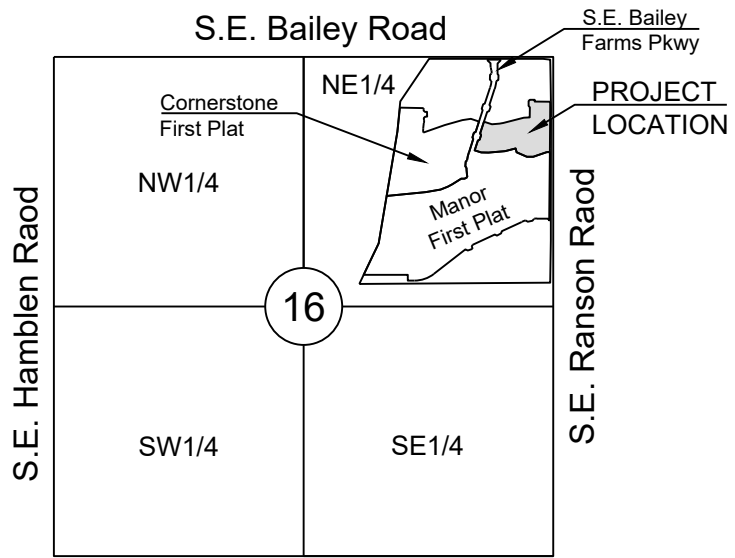 S.E. Bailey Road
S.E. Bailey
Farms Pkwy
NE1/4
PROJECT
LOCATION
Cornerstone
First Plat
NW1/4
Manor
First Plat
S.E. Hamblen Raod
S.E. Ranson Raod
16
SW1/4
SE1/4